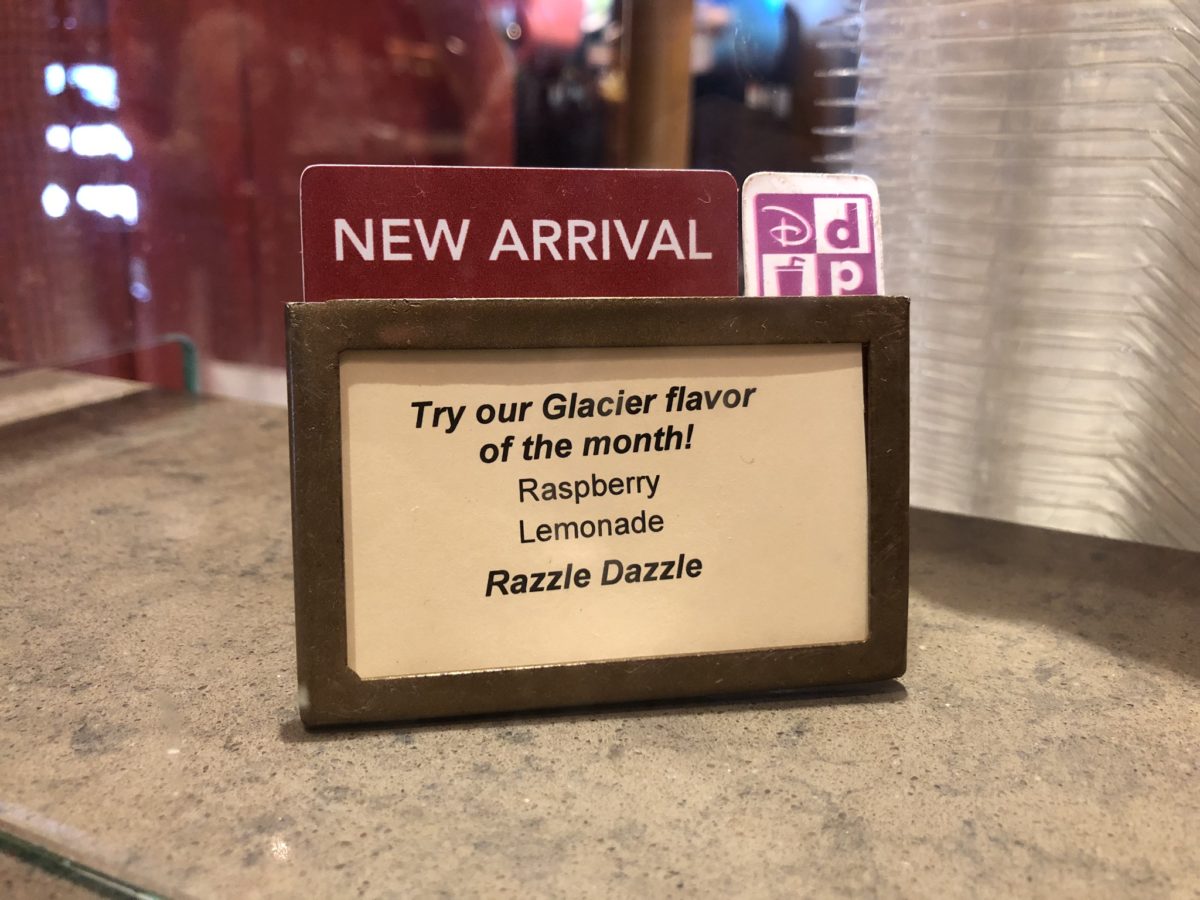 NEW ARRIVAL
D d
p
Try our Glacier flavor
of the month!
Raspberry
Lemonade
Razzle Dazzle